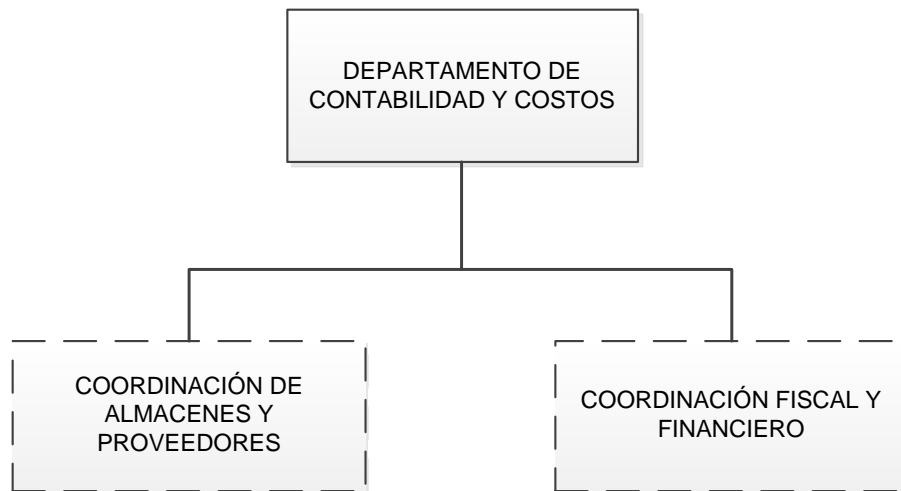 DEPARTAMENTO DE
CONTABILIDAD Y COSTOS
COORDINACIÓN DE
ALMACENES Y
PROVEEDORES
COORDINACIÓN FISCAL Y
FINANCIERO